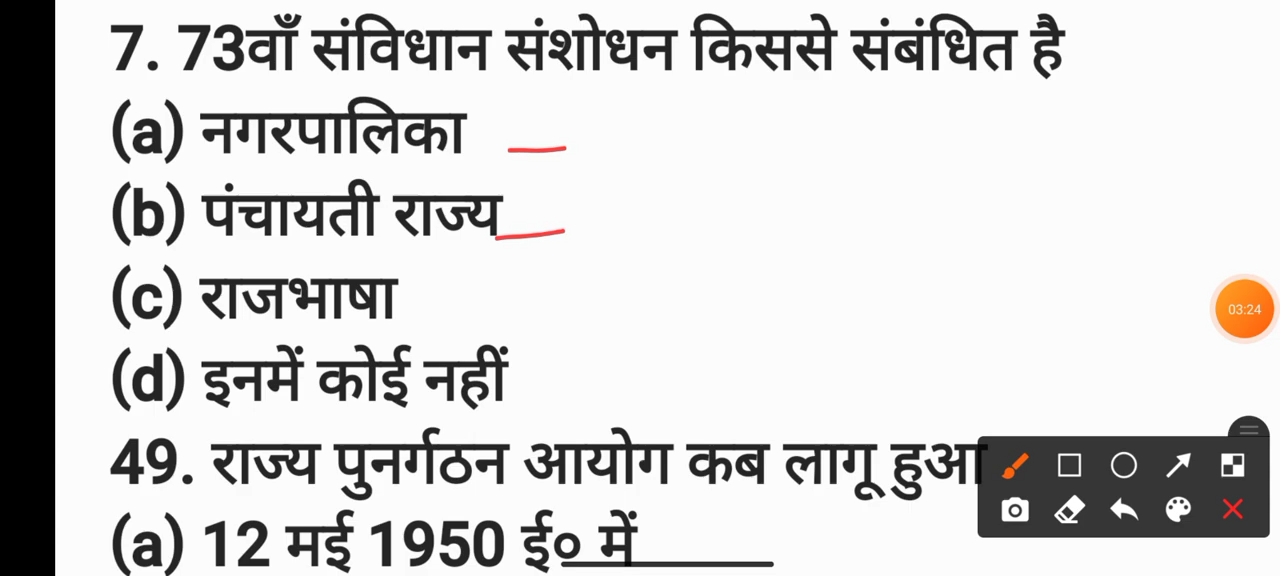 7. 73वाँ संविधान संशोधन किससे संबंधित है
(a) नगरपालिका
(b) पंचायती राज्य
(c) राजभाषा
(d) इनमें कोई नहीं
03:24
49. राज्य पुनर्गठन आयोग कब लागू हुआ
(a) 12 मई 1950 ई० में